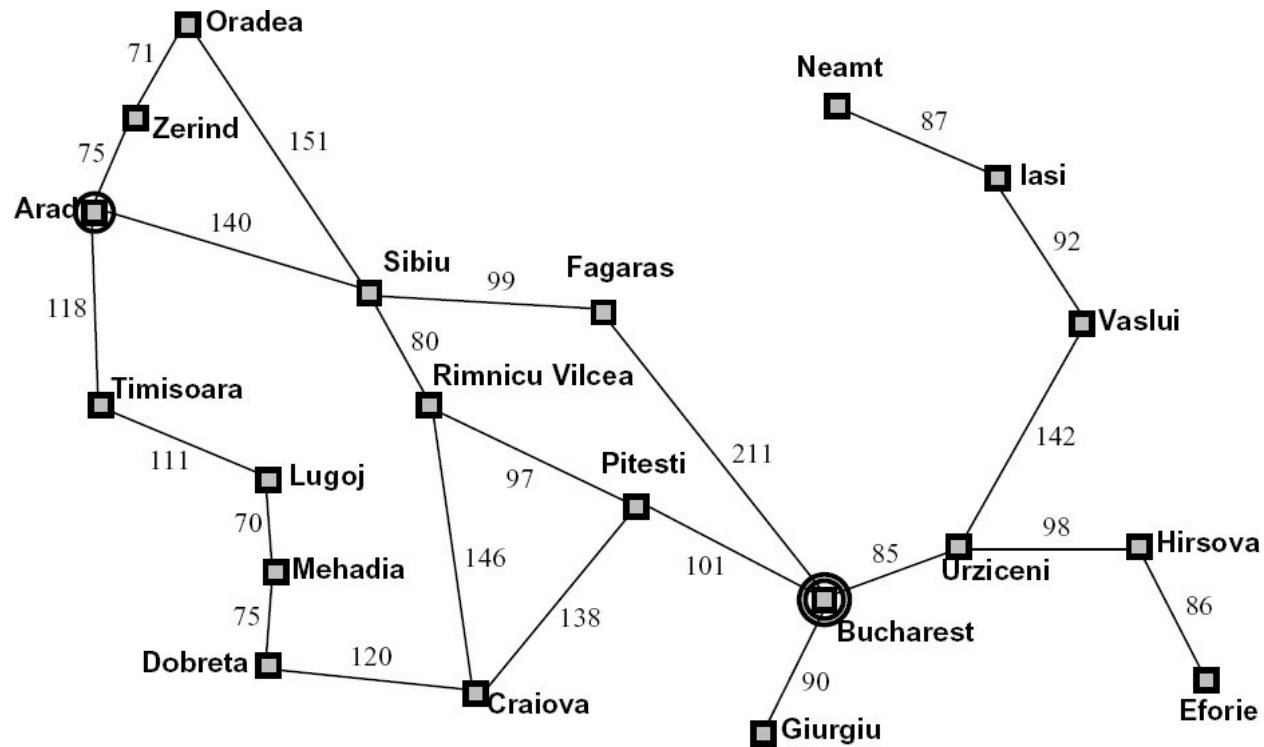 Oradea
71
Neamt
87
Zerind
151
75
Iasi
Arad
140
92
Sibiu
99
Fagaras
118
80
Vaslui
Timisoara
Rimnicu Vilcea
142
211
111
Lugoj
97
Pitesti
70
98
Hirsova
146
85
Mehadia
101
Urziceni
75
138
86
Bucharest
Dobreta
120
90
Craiova
Eforie
Giurgiu